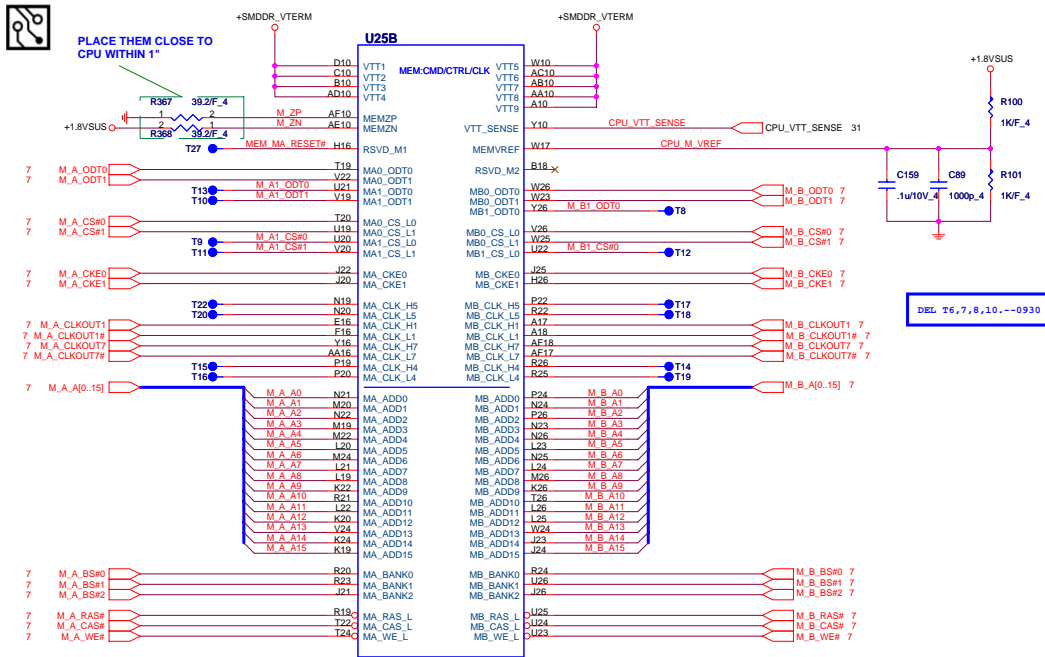 +SMDDR_VTERM
+SMDDR_VTERM
PLACE THEM CLOSE TO
CPU WITHIN 1"
U25B
MEM:CMD/CTRL/CLK
D10 VTT1 VTT5 W10
C10 VTT2 VTT6 AC10
B10 VTT3 VTT7 AB10
AD10 VTT4 VTT8 AA10
VTT9 A10
+1.8VSUS
R367 39.2/F_4
1 2 M_ZP AF10 MEMZP
+1.8VSUS 2 1 M_ZN AE10 MEMZN VTT_SENSE Y10 CPU_VTT_SENSE CPU_VTT_SENSE 31
R368 39.2/F_4
R100
1K/F_4
T27 MEM_MA_RESET# H16 RSVD_M1 MEMVREF W17 CPU_M_VREF
RSVD_M2 B18
C159
.1u/10V_4
C89
1000p_4
R101
1K/F_4
7 M_A_ODT0 T19 MA0_ODT0
7 M_A_ODT1 V22 MA0_ODT1 MB0_ODT0 W26 M_B_ODT0 7
T13 M_A1_ODT0 U21 MA1_ODT0 MB0_ODT1 W23 M_B_ODT1 7
T10 M_A1_ODT1 V19 MA1_ODT1 MB1_ODT0 Y26 M_B1_ODT0 T8
7 M_A_CS#0 T20 MA0_CS_L0 MB0_CS_L0 V26 M_B_CS#0 7
7 M_A_CS#1 U19 MA0_CS_L1 MB0_CS_L1 W25 M_B_CS#1 7
T9 M_A1_CS#0 U20 MA1_CS_L0 MB1_CS_L0 U22 M_B1_CS#0 T12
T11 M_A1_CS#1 V20 MA1_CS_L1
7 M_A_CKE0 J22 MA_CKE0 MB_CKE0 J25 M_B_CKE0 7
7 M_A_CKE1 J20 MA_CKE1 MB_CKE1 H26 M_B_CKE1 7
T22 N19 MA_CLK_H5 MB_CLK_H5 P22 T17
T20 N20 MA_CLK_L5 MB_CLK_L5 R22 T18
DEL T6,7,8,10.--0930
7 M_A_CLKOUT1 E16 MA_CLK_H1 MB_CLK_H1 A17 M_B_CLKOUT1 7
7 M_A_CLKOUT1# F16 MA_CLK_L1 MB_CLK_L1 A18 M_B_CLKOUT1# 7
7 M_A_CLKOUT7 Y16 MA_CLK_H7 MB_CLK_H7 AF18 M_B_CLKOUT7 7
7 M_A_CLKOUT7# AA16 MA_CLK_L7 MB_CLK_L7 AF17 M_B_CLKOUT7# 7
T15 P19 MA_CLK_H4 MB_CLK_H4 R26 T14
T16 P20 MA_CLK_L4 MB_CLK_L4 R25 T19
7 M_A_A[0..15] M_B_A[0..15] 7
M_A_A0 N21 MA_ADD0 MB_ADD0 P24 M_B_A0
M_A_A1 M20 MA_ADD1 MB_ADD1 N24 M_B_A1
M_A_A2 N22 MA_ADD2 MB_ADD2 P26 M_B_A2
M_A_A3 M19 MA_ADD3 MB_ADD3 N23 M_B_A3
M_A_A4 M22 MA_ADD4 MB_ADD4 N26 M_B_A4
M_A_A5 L20 MA_ADD5 MB_ADD5 L23 M_B_A5
M_A_A6 M24 MA_ADD6 MB_ADD6 N25 M_B_A6
M_A_A7 L21 MA_ADD7 MB_ADD7 L24 M_B_A7
M_A_A8 L19 MA_ADD8 MB_ADD8 M26 M_B_A8
M_A_A9 K22 MA_ADD9 MB_ADD9 K26 M_B_A9
M_A_A10 R21 MA_ADD10 MB_ADD10 T26 M_B_A10
M_A_A11 L22 MA_ADD11 MB_ADD11 L26 M_B_A11
M_A_A12 K20 MA_ADD12 MB_ADD12 L25 M_B_A12
M_A_A13 V24 MA_ADD13 MB_ADD13 W24 M_B_A13
M_A_A14 K24 MA_ADD14 MB_ADD14 J23 M_B_A14
M_A_A15 K19 MA_ADD15 MB_ADD15 J24 M_B_A15
7 M_A_BS#0 R20 MA_BANK0 MB_BANK0 R24 M_B_BS#0 7
7 M_A_BS#1 R23 MA_BANK1 MB_BANK1 U26 M_B_BS#1 7
7 M_A_BS#2 J21 MA_BANK2 MB_BANK2 J26 M_B_BS#2 7
7 M_A_RAS# R19 MA_RAS_L MB_RAS_L U25 M_B_RAS# 7
7 M_A_CAS# T22 MA_CAS_L MB_CAS_L U24 M_B_CAS# 7
7 M_A_WE# T24 MA_WE_L MB_WE_L U23 M_B_WE# 7